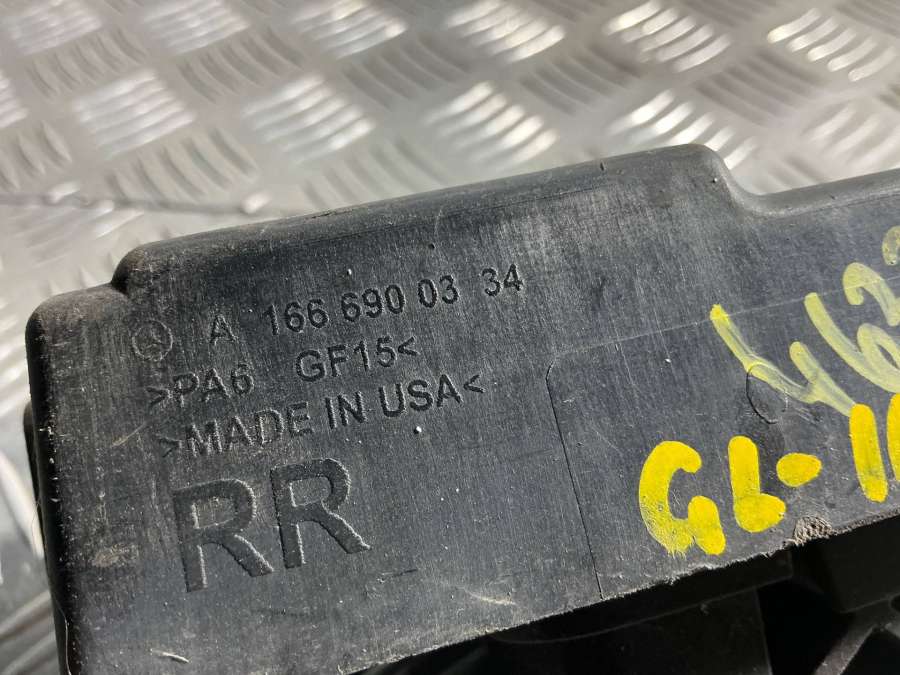 A 166 690 03 34
>PA6 GF15<
>MADE IN USA<
RR
GL-